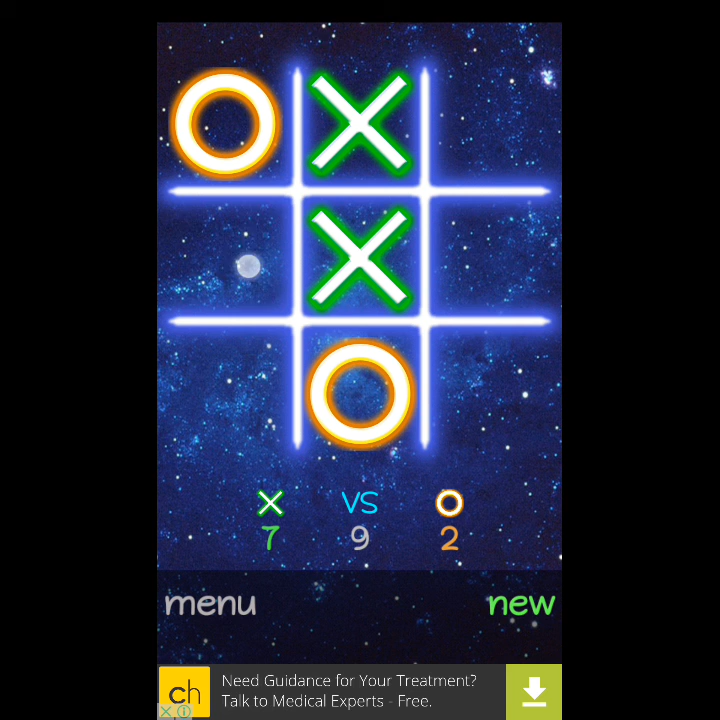 VS
7 9 2
menu new
ch
Need Guidance for Your Treatment?
Talk to Medical Experts - Free.